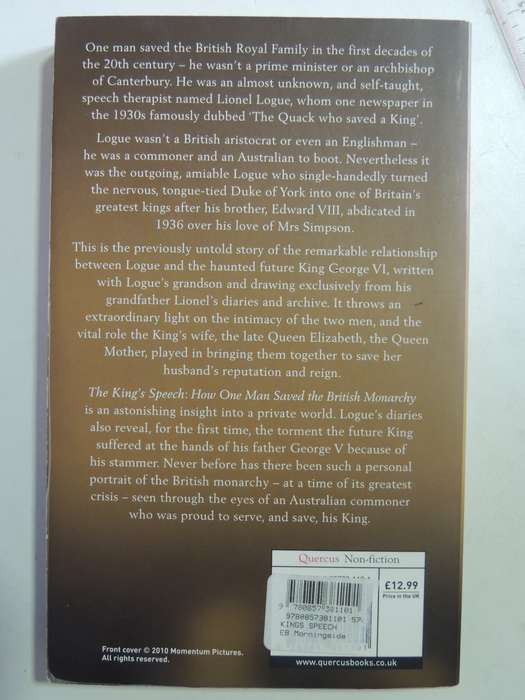 One man saved the British Royal Family in the first decades of
the 20th century – he wasn't a prime minister or an archbishop
of Canterbury. He was an almost unknown, and self-taught,
speech therapist named Lionel Logue, whom one newspaper in
the 1930s famously dubbed 'The Quack who saved a King'.
Logue wasn't a British aristocrat or even an Englishman –
he was a commoner and an Australian to boot. Nevertheless it
was the outgoing, amiable Logue who single-handedly turned
the nervous, tongue-tied Duke of York into one of Britain's
greatest kings after his brother, Edward VIII, abdicated in
1936 over his love of Mrs Simpson.
This is the previously untold story of the remarkable relationship
between Logue and the haunted future King George VI, written
with Logue's grandson and drawing exclusively from his
grandfather Lionel's diaries and archive. It throws an
extraordinary light on the intimacy of the two men, and the
vital role the King's wife, the late Queen Elizabeth, the Queen
Mother, played in bringing them together to save her
husband's reputation and reign.
The King's Speech: How One Man Saved the British Monarchy
is an astonishing insight into a private world. Logue's diaries
also reveal, for the first time, the torment the future King
suffered at the hands of his father George V because of
his stammer. Never before has there been such a personal
portrait of the British monarchy – at a time of its greatest
crisis – seen through the eyes of an Australian commoner
who was proud to serve, and save, his King.
Quercus Non-fiction
£12.99
Price in the UK
9 780857 381101
9780857381101 57
KINGS SPEECH
EB Morningside
www.quercusbooks.co.uk
Front cover © 2010 Momentum Pictures.
All rights reserved.